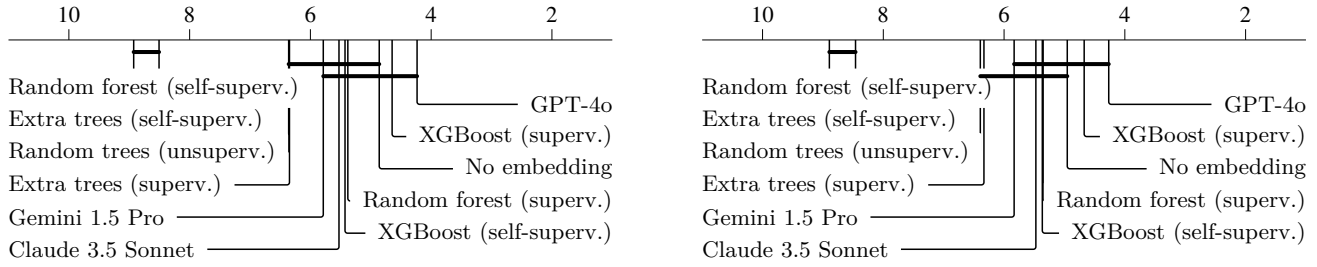 10 8 6 4 2
Random forest (self-superv.)
Extra trees (self-superv.)
Random trees (unsuperv.)
Extra trees (superv.)
Gemini 1.5 Pro
Claude 3.5 Sonnet
GPT-4o
XGBoost (superv.)
No embedding
Random forest (superv.)
XGBoost (self-superv.)
10 8 6 4 2
Random forest (self-superv.)
Extra trees (self-superv.)
Random trees (unsuperv.)
Extra trees (superv.)
Gemini 1.5 Pro
Claude 3.5 Sonnet
GPT-4o
XGBoost (superv.)
No embedding
Random forest (superv.)
XGBoost (self-superv.)